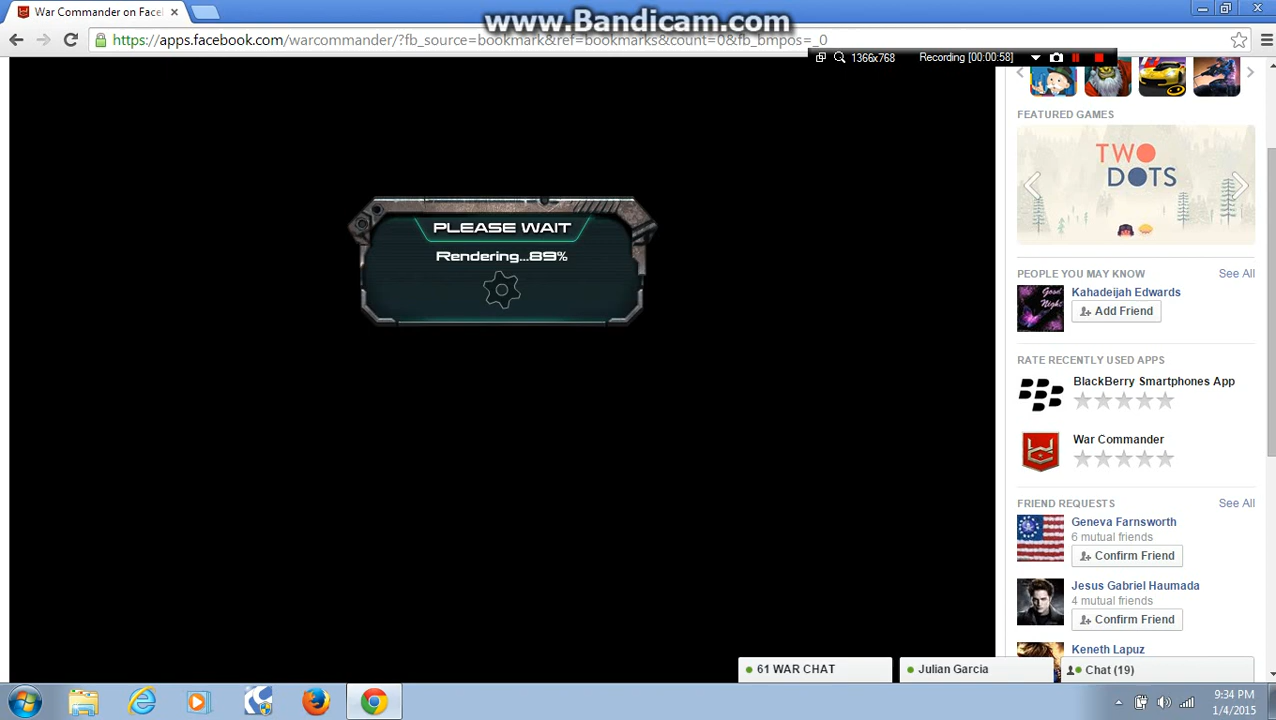 www.Bandicam.com
War Commander on Facel
https://apps.facebook.com/warcommander/?fb_source=bookmark&ref=bookmarks&count=0&fb_bmpos=_0
1366x768 Recording [00:00:58]
FEATURED GAMES
TWO
DOTS
PLEASE WAIT
Rendering...89%
PEOPLE YOU MAY KNOW See All
Good
Night
Kahadeijah Edwards
Add Friend
RATE RECENTLY USED APPS
BlackBerry Smartphones App
War Commander
FRIEND REQUESTS See All
Geneva Farnsworth
6 mutual friends
Confirm Friend
Jesus Gabriel Haumada
4 mutual friends
Confirm Friend
Keneth Lapuz
61 WAR CHAT
Julian Garcia
Chat (19)
9:34 PM
1/4/2015